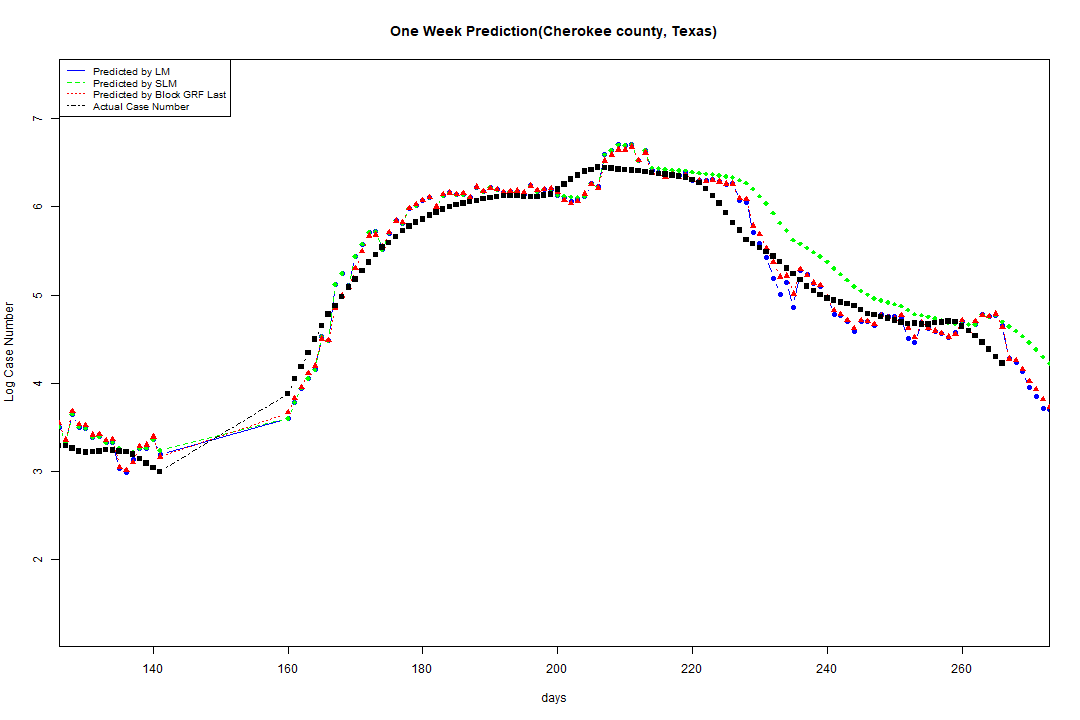 One Week Prediction(Cherokee county, Texas)
Predicted by LM
Predicted by SLM
Predicted by Block GRF Last
Actual Case Number
7
6
5
4
3
2
Log Case Number
140 160 180 200 220 240 260
days